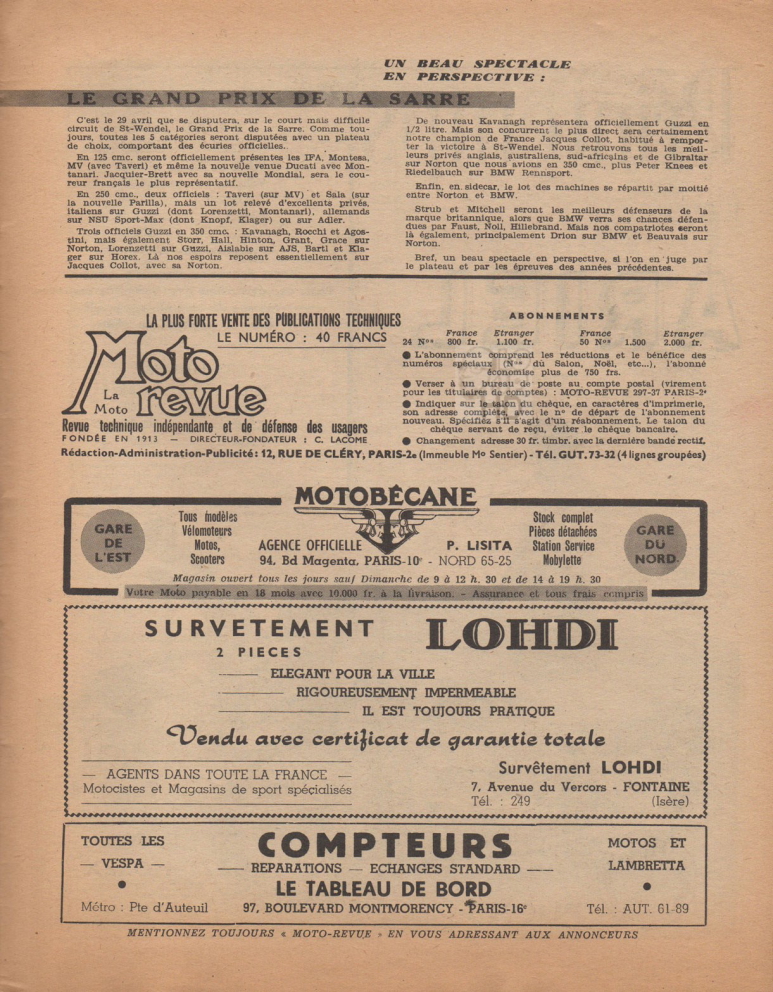 UN BEAU SPECTACLE
EN PERSPECTIVE :
LE GRAND PRIX DE LA SARRE
C'est le 29 avril que se disputera, sur le court mais difficile
circuit de St-Wendel, le Grand Prix de la Sarre. Comme tou-
jours, toutes les 5 catégories seront disputées avec un plateau
de choix, comportant des écuries officielles.
En 125 cmc. seront officiellement présentes les IFA, Montesa,
MV (avec Taveri) et même la nouvelle venue Ducati avec Mon-
tanari. Jacquier-Brett avec sa nouvelle Mondial, sera le cou-
reur français le plus représentatif.
En 250 cmc., deux officiels : Taveri (sur MV) et Sala (sur
la nouvelle Parilla), mais un lot relevé d'excellents privés,
italiens sur Guzzi (dont Lorenzetti, Montanari), allemands
sur NSU Sport-Max (dont Knopf, Klager) ou sur Adler.
Trois officiels Guzzi en 350 cmc. : Kavanagh, Rocchi et Agos-
tini, mais également Storr, Hall, Hinton, Grant, Grace sur
Norton, Lorenzetti sur Guzzi, Aislabie sur AJS, Bartl et Kla-
ger sur Horex. Là nos espoirs reposent essentiellement sur
Jacques Collot, avec sa Norton.
De nouveau Kavanagh représentera officiellement Guzzi en
1/2 litre. Mais son concurrent le plus direct sera certainement
notre champion de France Jacques Collot, habitué à rempor-
ter la victoire à St-Wendel. Nous retrouvons tous les meil-
leurs privés anglais, australiens, sud-africains et de Gibraltar
sur Norton que nous avions en 350 cmc., plus Peter Knees et
Riedelbauch sur BMW Rennsport.
Enfin, en sidecar, le lot des machines se répartit par moitié
entre Norton et BMW.
Strub et Mitchell seront les meilleurs défenseurs de la
marque britannique, alors que BMW verra ses chances défen-
dues par Faust, Noll, Hillebrand. Mais nos compatriotes seront
là également, principalement Drion sur BMW et Beauvais sur
Norton.
Bref, un beau spectacle en perspective, si l'on en juge par
le plateau et par les épreuves des années précédentes.
LA PLUS FORTE VENTE DES PUBLICATIONS TECHNIQUES
LE NUMÉRO : 40 FRANCS
Moto
revue
La
Moto
Revue technique indépendante et de défense des usagers
FONDÉE EN 1913 — DIRECTEUR-FONDATEUR : C. LACOME
ABONNEMENTS
France Etranger France Etranger
24 Nos 800 fr. 1.100 fr. 50 Nos 1.500 2.000 fr.
● L'abonnement comprend les réductions et le bénéfice des
numéros spéciaux (Nos du Salon, Noël, etc...), l'abonné
économise plus de 750 frs.
● Verser à un bureau de poste au compte postal (virement
pour les titulaires de comptes) : MOTO-REVUE 297-37 PARIS-2e
● Indiquer sur le talon du chèque, en caractères d'imprimerie,
son adresse complète, avec le n° de départ de l'abonnement
nouveau. Spécifiez s'il s'agit d'un réabonnement. Le talon du
chèque servant de reçu, éviter le chèque bancaire.
● Changement adresse 30 fr. timbr. avec la dernière bande rectif.
Rédaction-Administration-Publicité : 12, RUE DE CLÉRY, PARIS-2e (Immeuble Mo Sentier) - Tél. GUT. 73-32 (4 lignes groupées)
MOTOBÉCANE
GARE
DE
L'EST
Tous modèles
Vélomoteurs
Motos,
Scooters
AGENCE OFFICIELLE P. LISITA
94, Bd Magenta, PARIS-10e - NORD 65-25
Stock complet
Pièces détachées
Station Service
Mobylette
GARE
DU
NORD
Magasin ouvert tous les jours sauf Dimanche de 9 à 12 h. 30 et de 14 à 19 h. 30
Votre Moto payable en 18 mois avec 10.000 fr. à la livraison. - Assurance et tous frais compris
SURVETEMENT LOHDI
2 PIECES
ELEGANT POUR LA VILLE
RIGOUREUSEMENT IMPERMEABLE
IL EST TOUJOURS PRATIQUE
Vendu avec certificat de garantie totale
— AGENTS DANS TOUTE LA FRANCE —
Motocistes et Magasins de sport spécialisés
Survêtement LOHDI
7, Avenue du Vercors - FONTAINE
Tél. : 249 (Isère)
TOUTES LES
— VESPA —
●
Métro : Pte d'Auteuil
COMPTEURS
— REPARATIONS — ECHANGES STANDARD —
LE TABLEAU DE BORD
97, BOULEVARD MONTMORENCY - PARIS-16e
MOTOS ET
LAMBRETTA
●
Tél. : AUT. 61-89
MENTIONNEZ TOUJOURS « MOTO-REVUE » EN VOUS ADRESSANT AUX ANNONCEURS